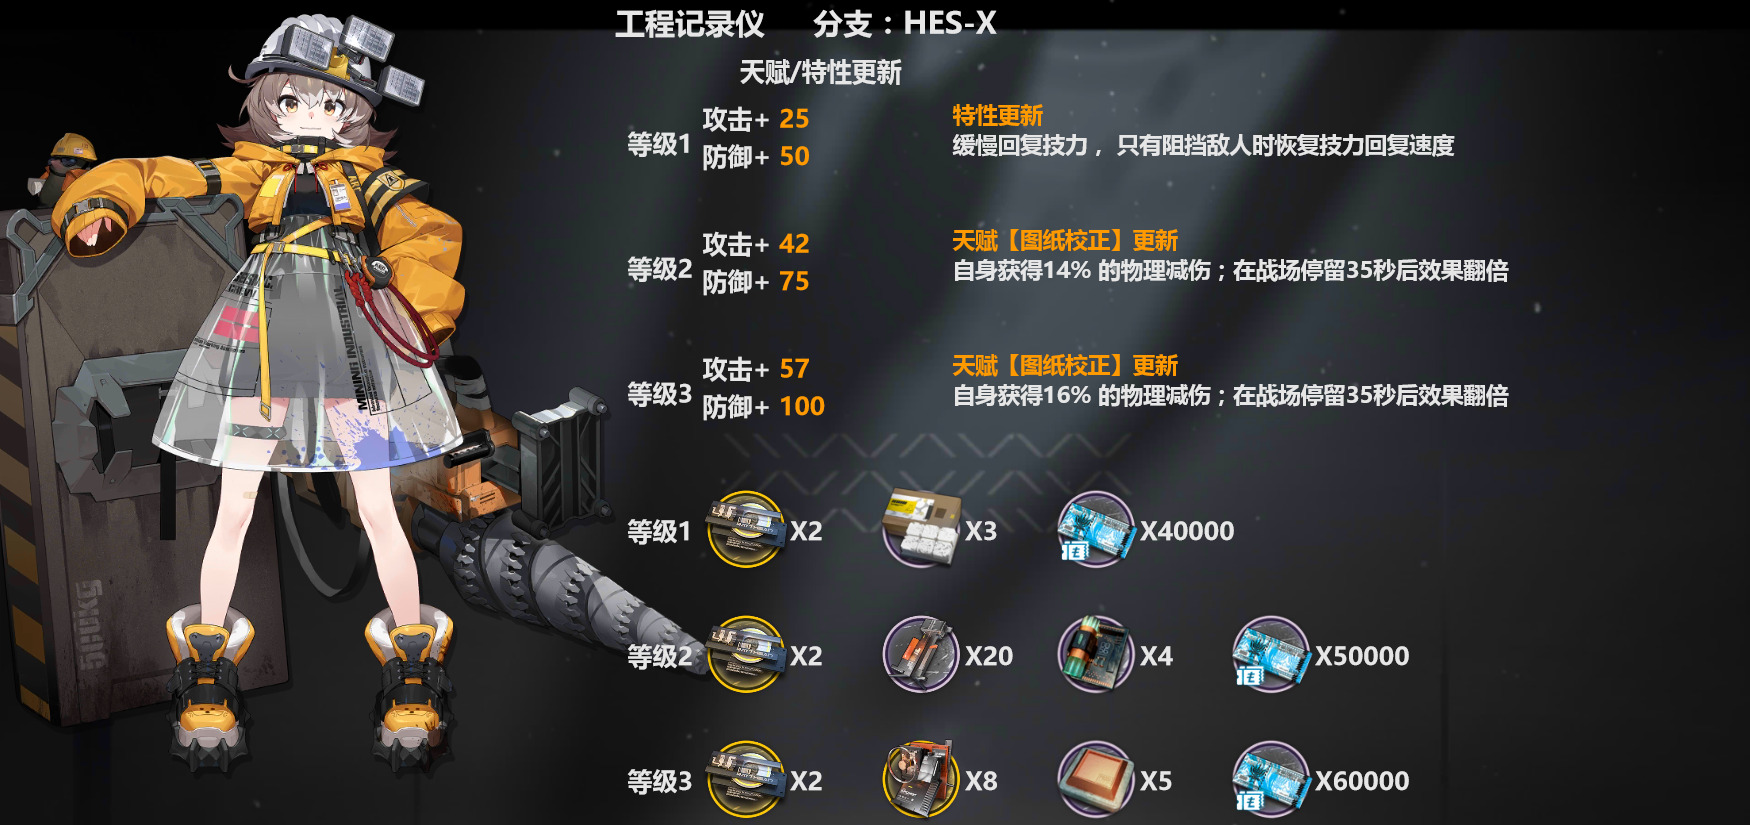 工程记录仪 分支：HES-X
天赋/特性更新
等级1
攻击+ 25
防御+ 50
特性更新
缓慢回复技力，只有阻挡敌人时恢复技力回复速度
等级2
攻击+ 42
防御+ 75
天赋【图纸校正】更新
自身获得14% 的物理减伤；在战场停留35秒后效果翻倍
等级3
攻击+ 57
防御+ 100
天赋【图纸校正】更新
自身获得16% 的物理减伤；在战场停留35秒后效果翻倍
等级1 X2 X3 X40000
等级2 X2 X20 X4 X50000
等级3 X2 X8 X5 X60000
MINING INDUSTRIAL